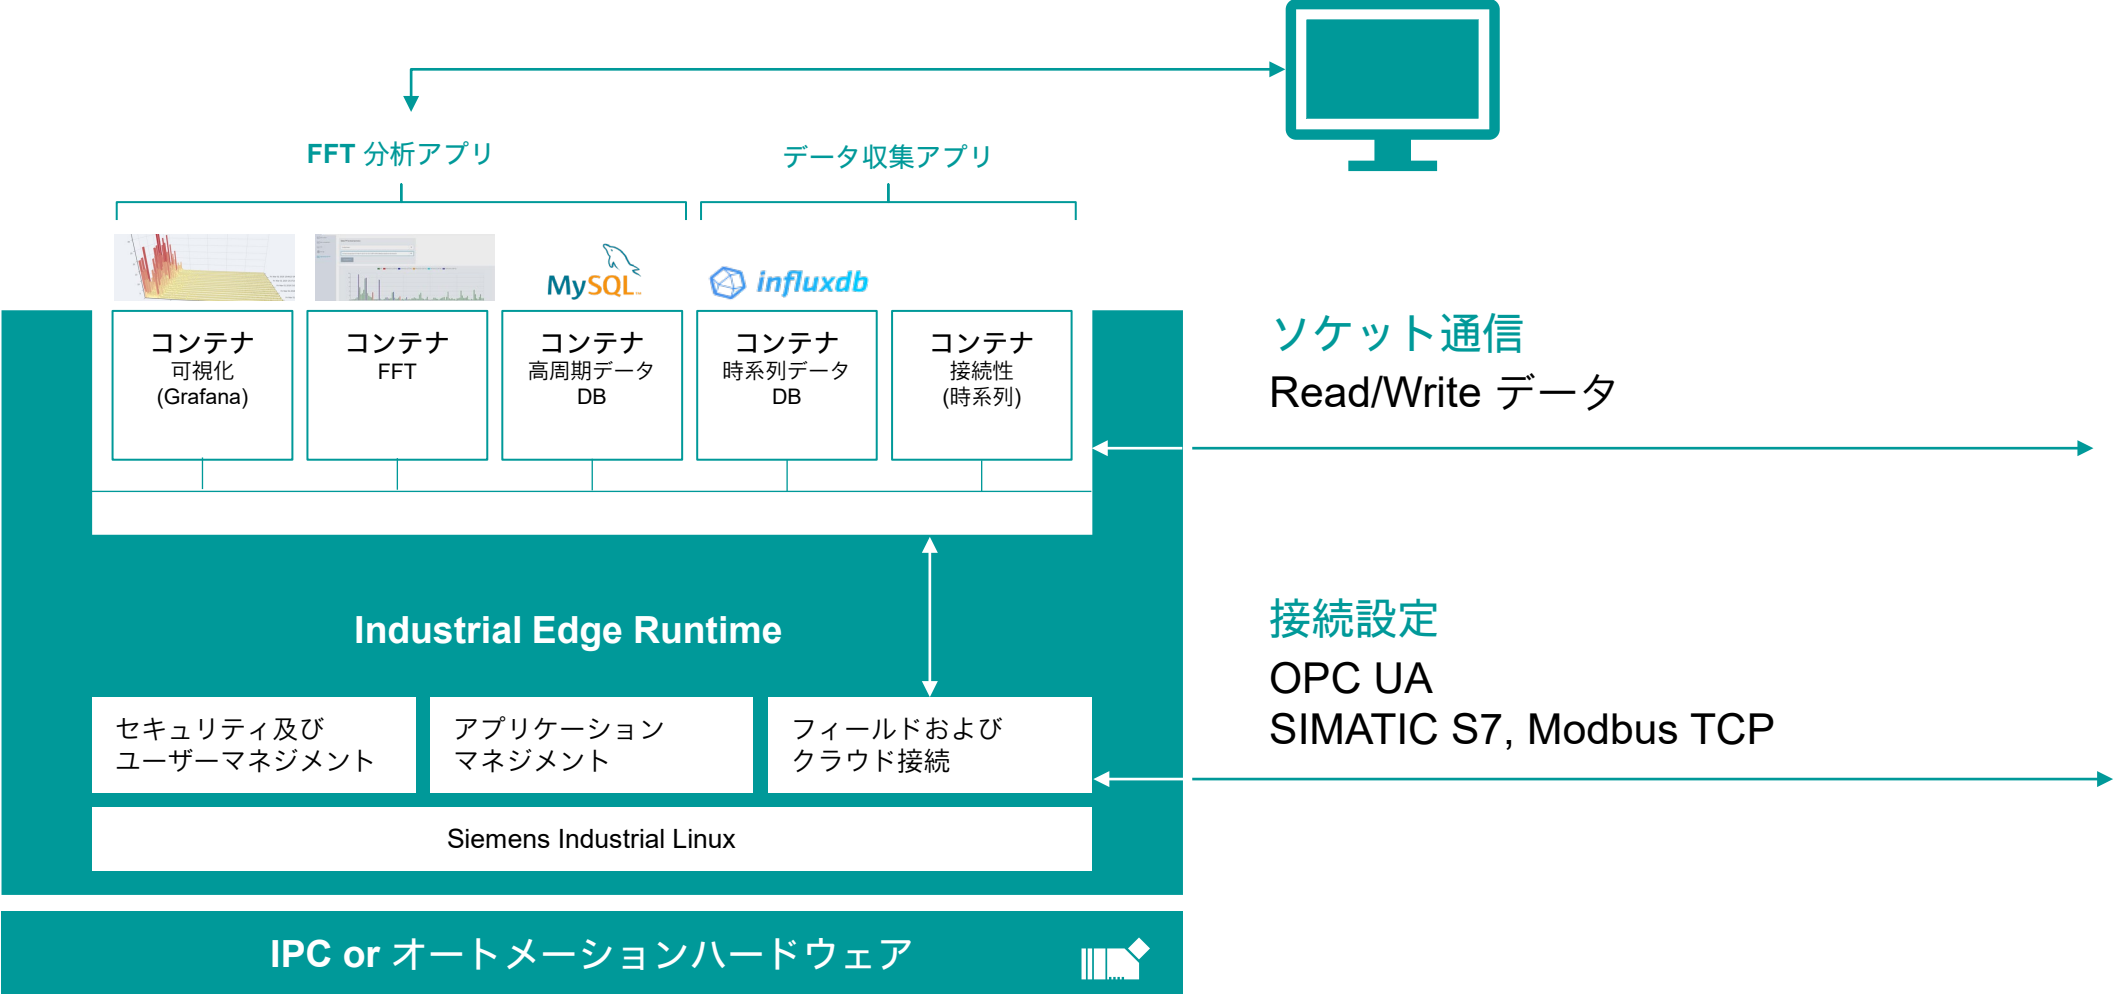 FFT 分析アプリ
データ収集アプリ
MySQL
influxdb
コンテナ
可視化
(Grafana)
コンテナ
FFT
コンテナ
高周期データ
DB
コンテナ
時系列データ
DB
コンテナ
接続性
(時系列)
ソケット通信
Read/Write データ
Industrial Edge Runtime
接続設定
OPC UA
SIMATIC S7, Modbus TCP
セキュリティ及び
ユーザーマネジメント
アプリケーション
マネジメント
フィールドおよび
クラウド接続
Siemens Industrial Linux
IPC or オートメーションハードウェア